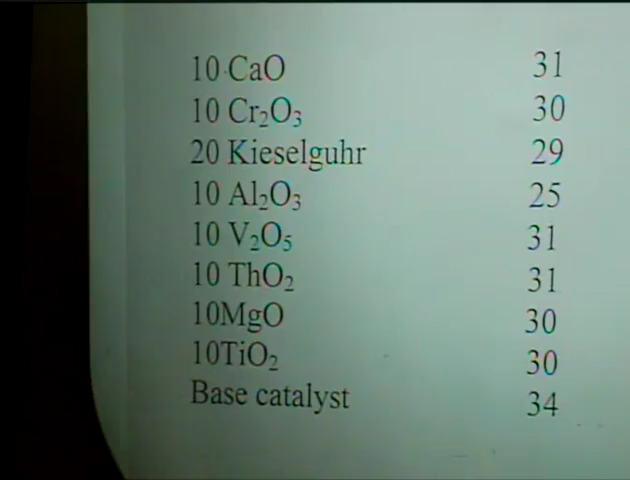 10 CaO 31
10 Cr₂O₃ 30
20 Kieselguhr 29
10 Al₂O₃ 25
10 V₂O₅ 31
10 ThO₂ 31
10MgO 30
10TiO₂ 30
Base catalyst 34